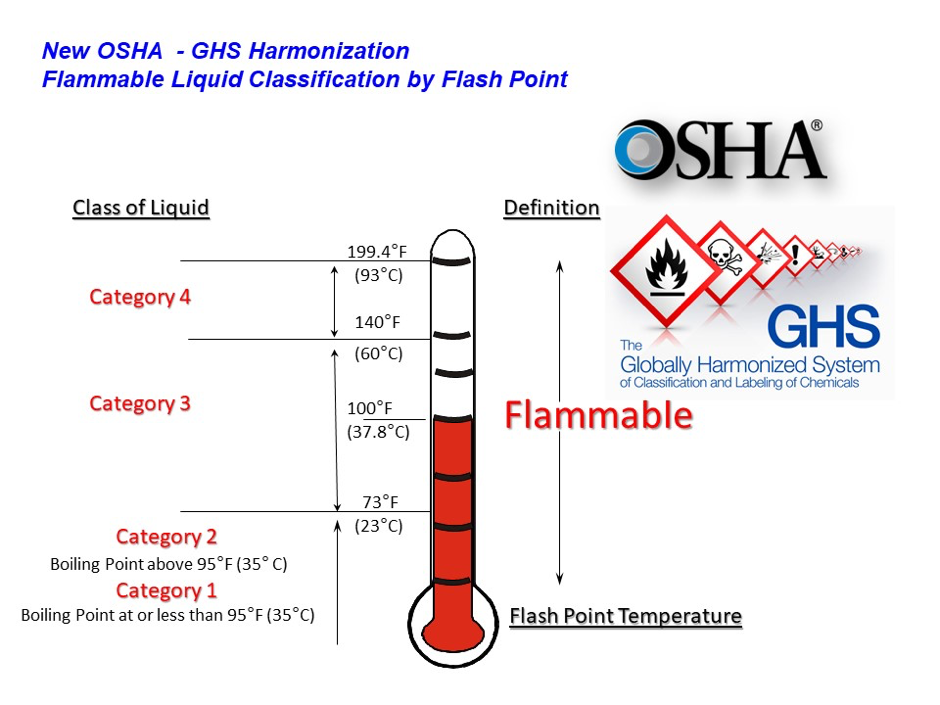 New OSHA - GHS Harmonization
Flammable Liquid Classification by Flash Point
OSHA®
Class of Liquid
Definition
199.4°F
(93°C)
Category 4
140°F
(60°C)
GHS
The
Globally Harmonized System
of Classification and Labeling of Chemicals
Category 3
100°F
(37.8°C)
Flammable
73°F
(23°C)
Category 2
Boiling Point above 95°F (35° C)
Category 1
Boiling Point at or less than 95°F (35°C)
Flash Point Temperature